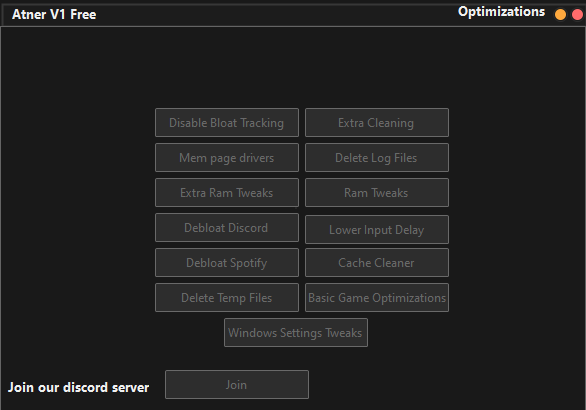 Atner V1 Free Optimizations
Disable Bloat Tracking Extra Cleaning
Mem page drivers Delete Log Files
Extra Ram Tweaks Ram Tweaks
Debloat Discord Lower Input Delay
Debloat Spotify Cache Cleaner
Delete Temp Files Basic Game Optimizations
Windows Settings Tweaks
Join our discord server Join